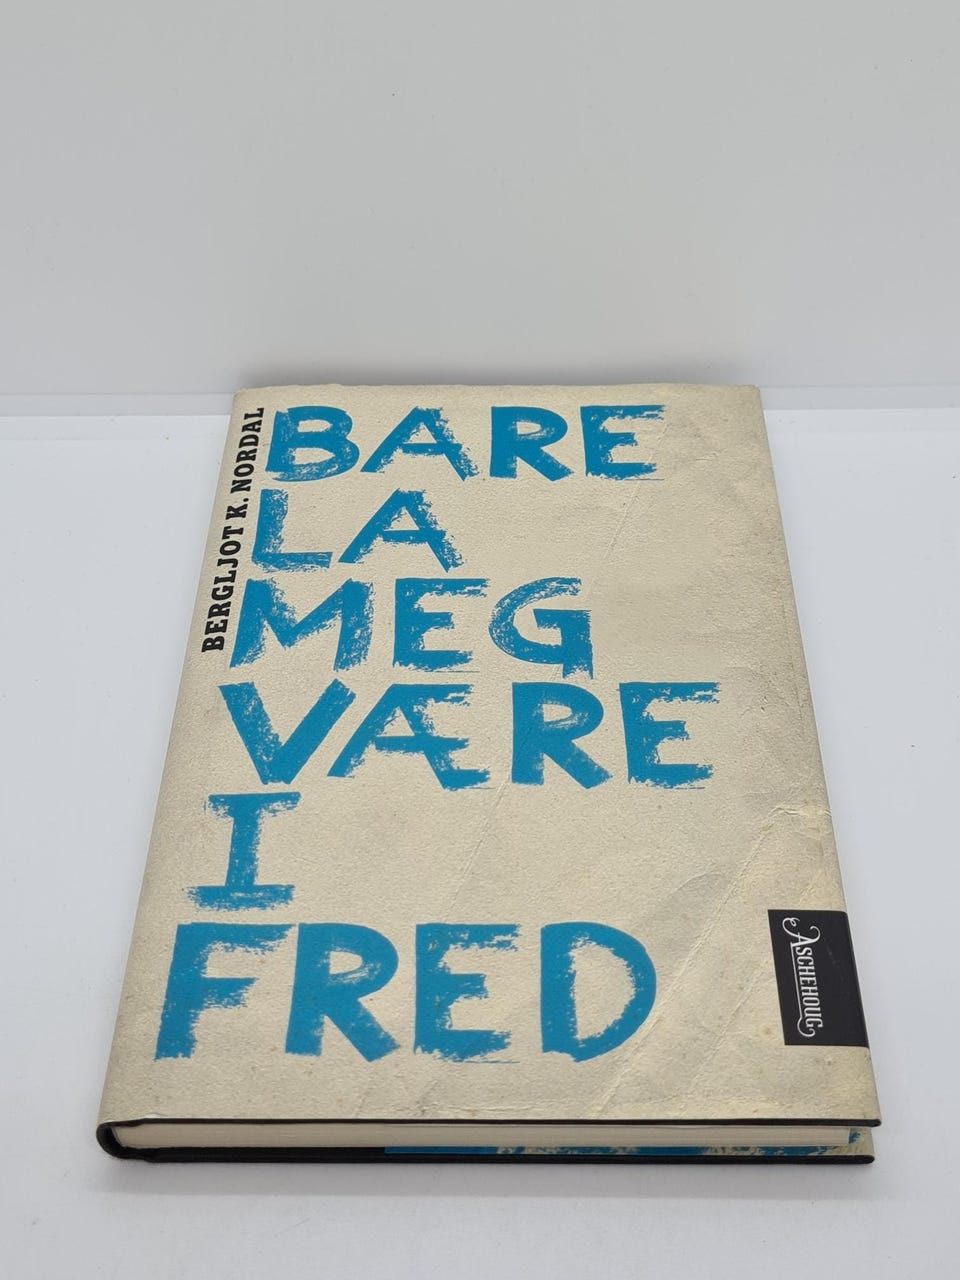 BERGLJOT K. NORDAL
BARE
LA
MEG
VÆRE
I
FRED
ASCHEHOUG